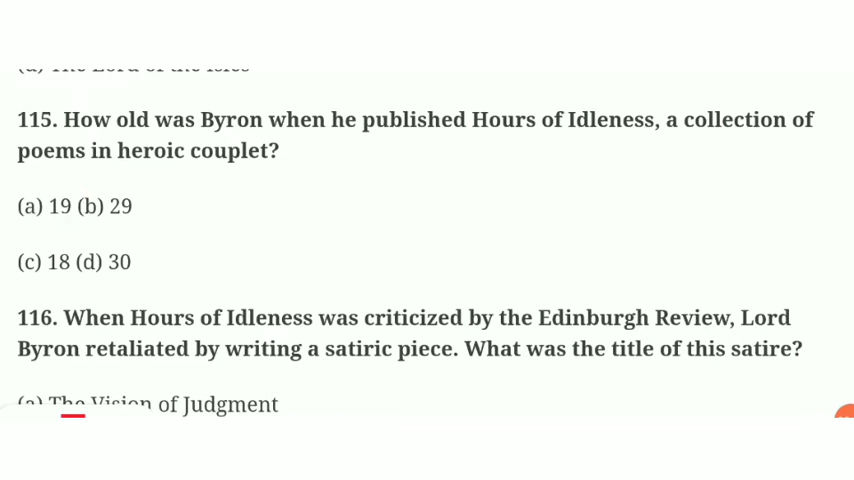 115. How old was Byron when he published Hours of Idleness, a collection of
poems in heroic couplet?
(a) 19 (b) 29
(c) 18 (d) 30
116. When Hours of Idleness was criticized by the Edinburgh Review, Lord
Byron retaliated by writing a satiric piece. What was the title of this satire?
(a) The Vision of Judgment